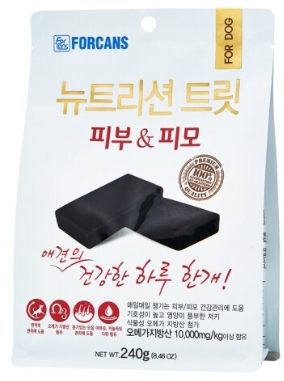 For Cans
FORCANS
FOR DOG
뉴트리션 트릿
피부 & 피모
PREMIUM
100%
QUALITY
애견의
건강한 하루 한개!
매일매일 챙기는 피부/피모 건강관리에 도움
기호성이 높고 영양이 풍부한 저키
식물성 오메가 지방산 첨가
오메가지방산 10,000mg/kg이상 함유
NET WT. 240g (8.46 OZ)